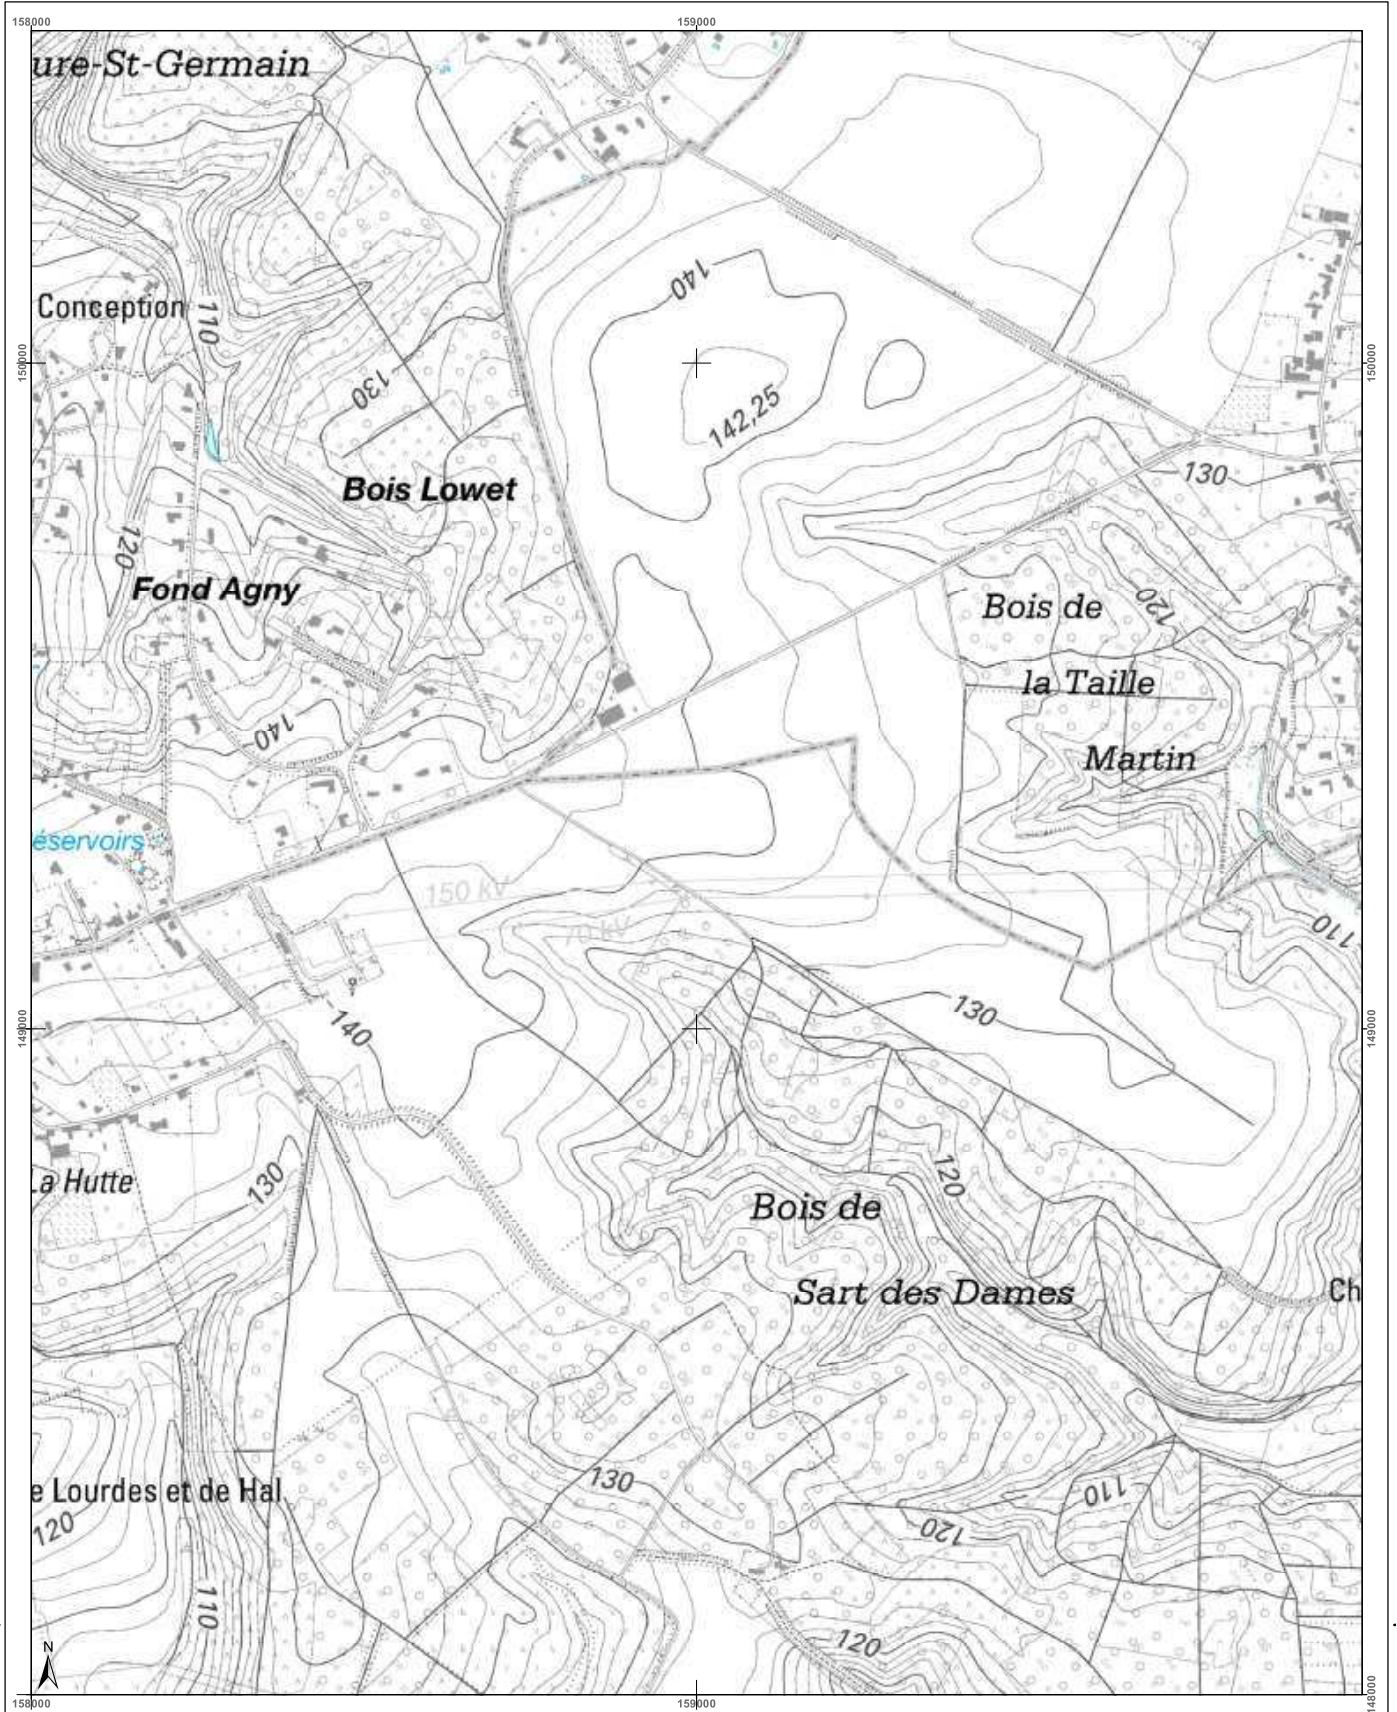 158000
159000
ure-St-Germain
140
Conception
110
150000
150000
130
142,25
130
Bois Lowet
120
Fond Agny
Bois de
120
la Taille
140
Martin
éservoirs
150 kV
70 kV
110
140
130
149000
149000
La Hutte
130
120
Bois de
Sart des Dames
Ch
130
e Lourdes et de Hal
110
120
120
110
120
N
158000
159000
148000